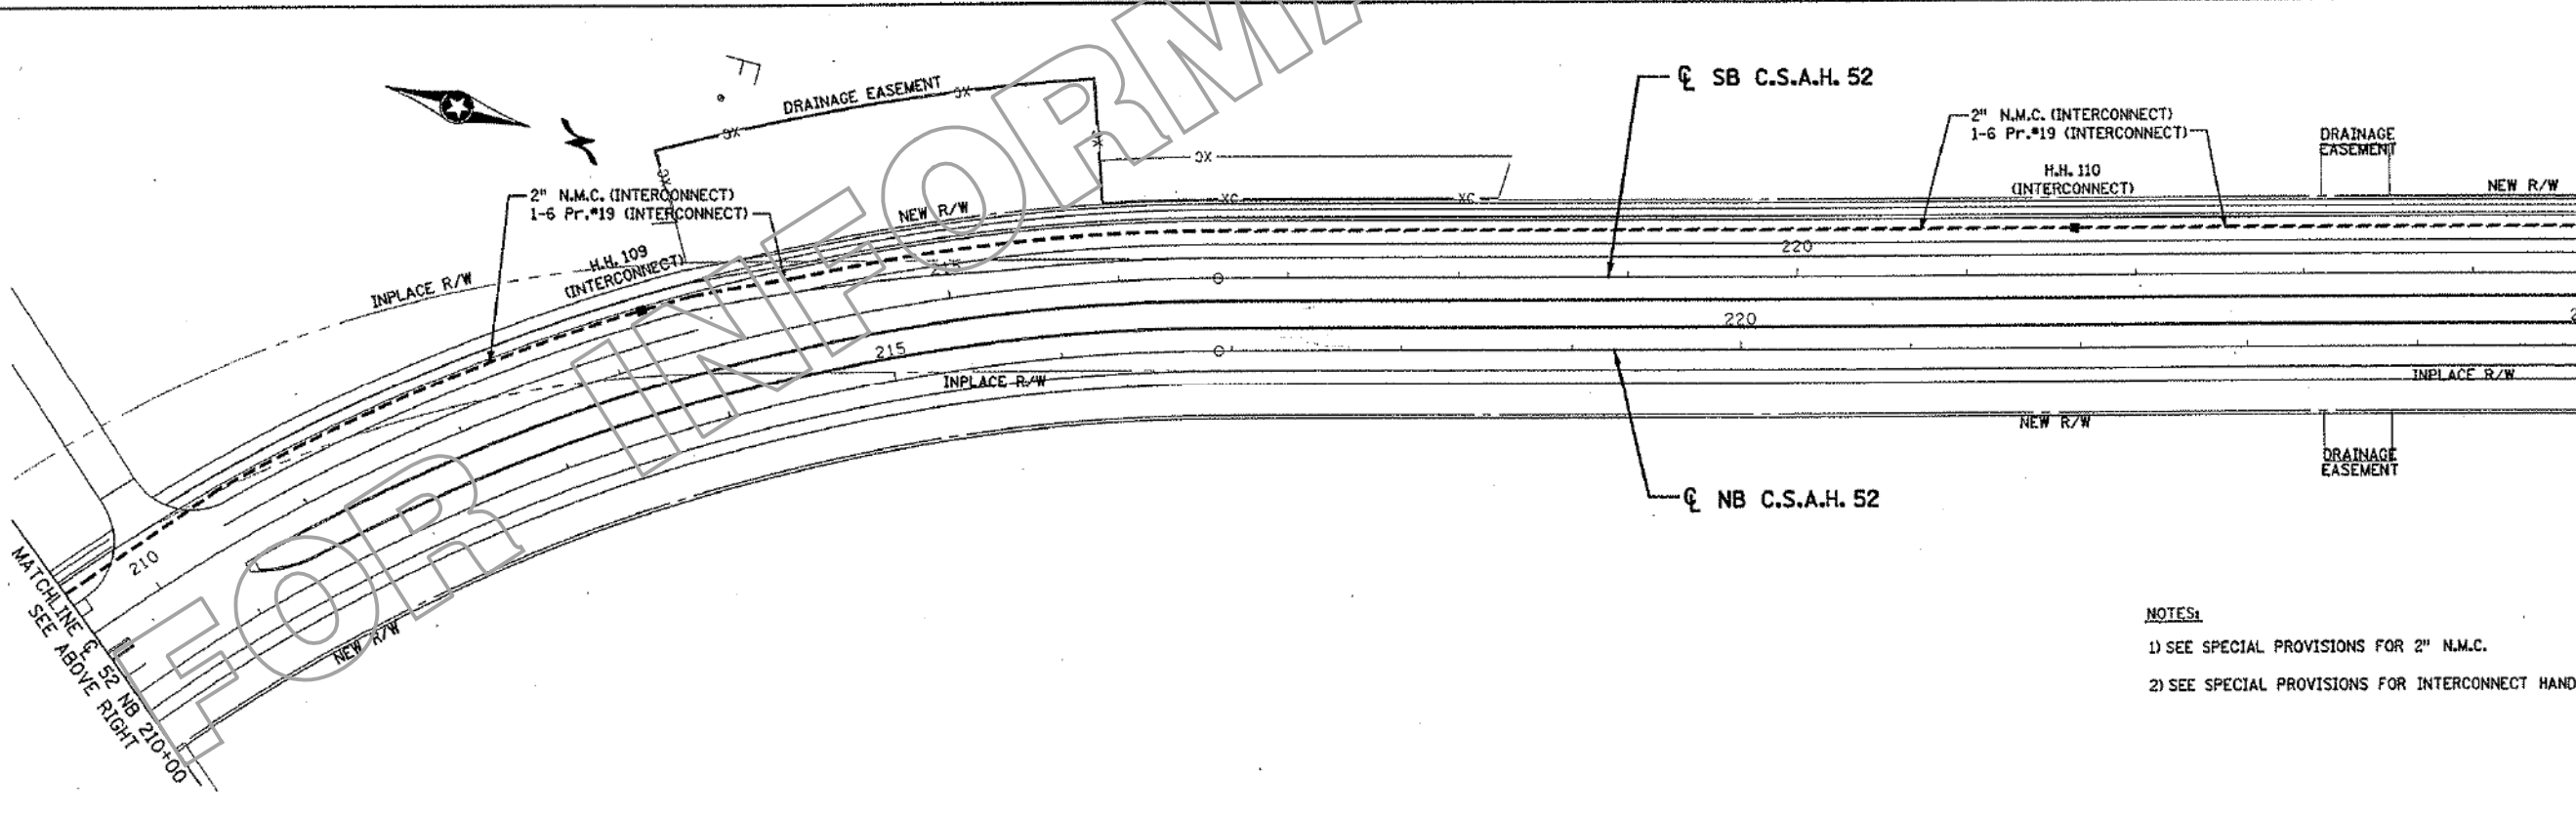 FOR INFORMA
DRAINAGE EASEMENT
2" N.M.C. (INTERCONNECT)
1-6 Pr.#19 (INTERCONNECT)
H.H. 109
(INTERCONNECT)
INPLACE R/W
NEW R/W
215
215
INPLACE R/W
210
MATCHLINE ℄ 52 NB 210+00
SEE ABOVE RIGHT
NEW R/W
℄ SB C.S.A.H. 52
2" N.M.C. (INTERCONNECT)
1-6 Pr.#19 (INTERCONNECT)
H.H. 110
(INTERCONNECT)
DRAINAGE
EASEMENT
NEW R/W
220
220
INPLACE R/W
NEW R/W
DRAINAGE
EASEMENT
℄ NB C.S.A.H. 52
NOTES:
1) SEE SPECIAL PROVISIONS FOR 2" N.M.C.
2) SEE SPECIAL PROVISIONS FOR INTERCONNECT HAND